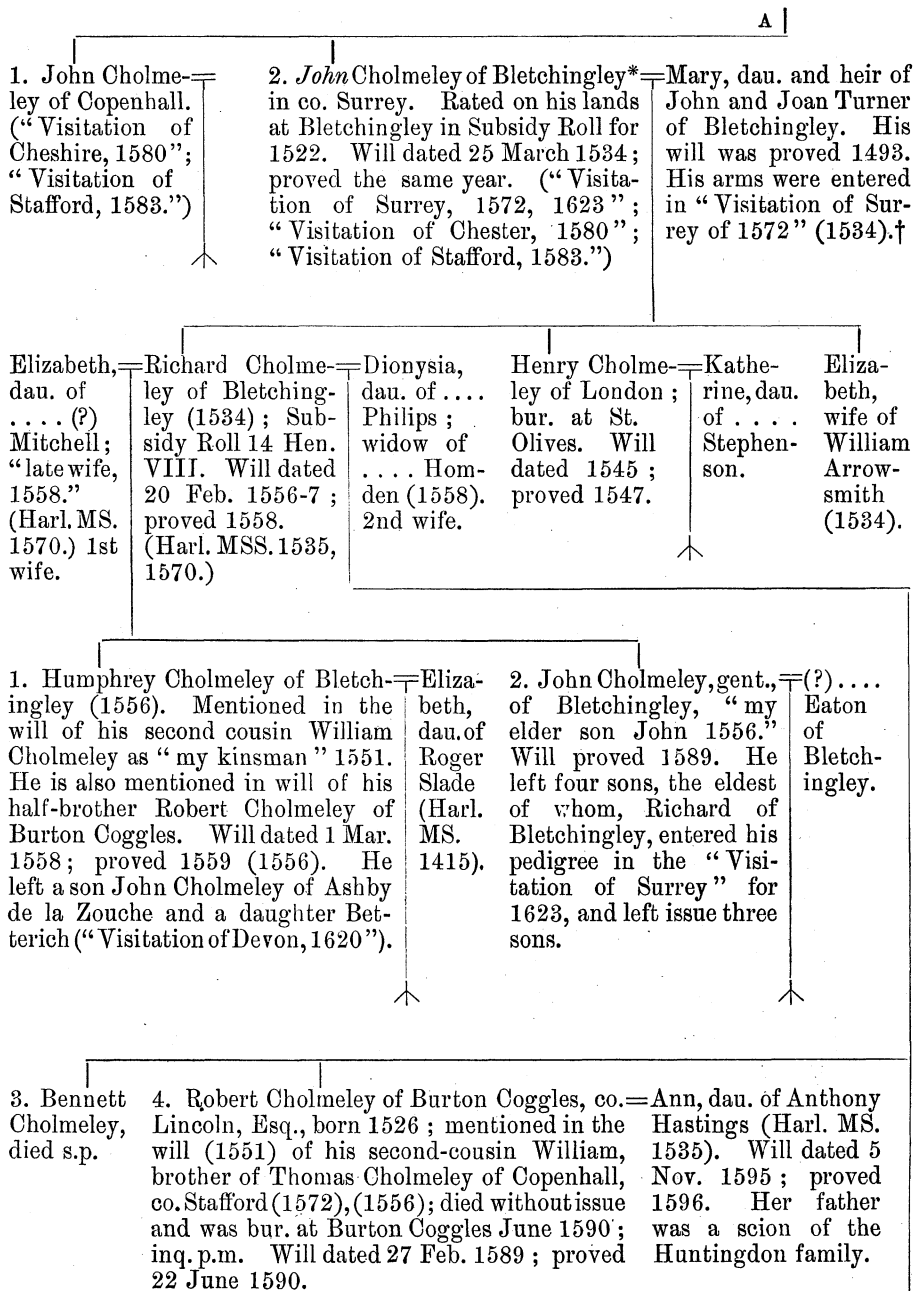 A
1. John Cholme-
ley of Copenhall.
(“Visitation of
Cheshire, 1580”;
“Visitation of
Stafford, 1583.”)
2. John Cholmeley of Bletchingley*
in co. Surrey. Rated on his lands
at Bletchingley in Subsidy Roll for
1522. Will dated 25 March 1534;
proved the same year. (“Visita-
tion of Surrey, 1572, 1623”;
“Visitation of Chester, 1580”;
“Visitation of Stafford, 1583.”)
=Mary, dau. and heir of
John and Joan Turner
of Bletchingley. His
will was proved 1493.
His arms were entered
in “Visitation of Sur-
rey of 1572” (1534).†
Elizabeth,
dau. of
.... (?)
Mitchell;
“late wife,
1558.”
(Harl. MS.
1570.) 1st
wife.
=Richard Cholme-
ley of Bletching-
ley (1534); Sub-
sidy Roll 14 Hen.
VIII. Will dated
20 Feb. 1556-7;
proved 1558.
(Harl. MSS. 1535,
1570.)
=Dionysia,
dau. of ....
Philips;
widow of
.... Hom-
den (1558).
2nd wife.
Henry Cholme-
ley of London;
bur. at St.
Olives. Will
dated 1545;
proved 1547.
=Kathe-
rine, dau.
of ....
Stephen-
son.
Eliza-
beth,
wife of
William
Arrow-
smith
(1534).
1. Humphrey Cholmeley of Bletch-
ingley (1556). Mentioned in the
will of his second cousin William
Cholmeley as “my kinsman” 1551.
He is also mentioned in will of his
half-brother Robert Cholmeley of
Burton Coggles. Will dated 1 Mar.
1558; proved 1559 (1556). He
left a son John Cholmeley of Ashby
de la Zouche and a daughter Bet-
terich (“Visitation of Devon, 1620”).
=Eliza-
beth,
dau. of
Roger
Slade
(Harl.
MS.
1415).
2. John Cholmeley, gent.,
of Bletchingley, “my
elder son John 1556.”
Will proved 1589. He
left four sons, the eldest
of whom, Richard of
Bletchingley, entered his
pedigree in the “Visi-
tation of Surrey” for
1623, and left issue three
sons.
=(?) ....
Eaton
of
Bletch-
ingley.
3. Bennett
Cholmeley,
died s.p.
4. Robert Cholmeley of Burton Coggles, co.
Lincoln, Esq., born 1526; mentioned in the
will (1551) of his second-cousin William,
brother of Thomas Cholmeley of Copenhall,
co. Stafford (1572), (1556); died without issue
and was bur. at Burton Coggles June 1590;
inq. p.m. Will dated 27 Feb. 1589; proved
22 June 1590.
=Ann, dau. of Anthony
Hastings (Harl. MS.
1535). Will dated 5
Nov. 1595; proved
1596. Her father
was a scion of the
Huntingdon family.